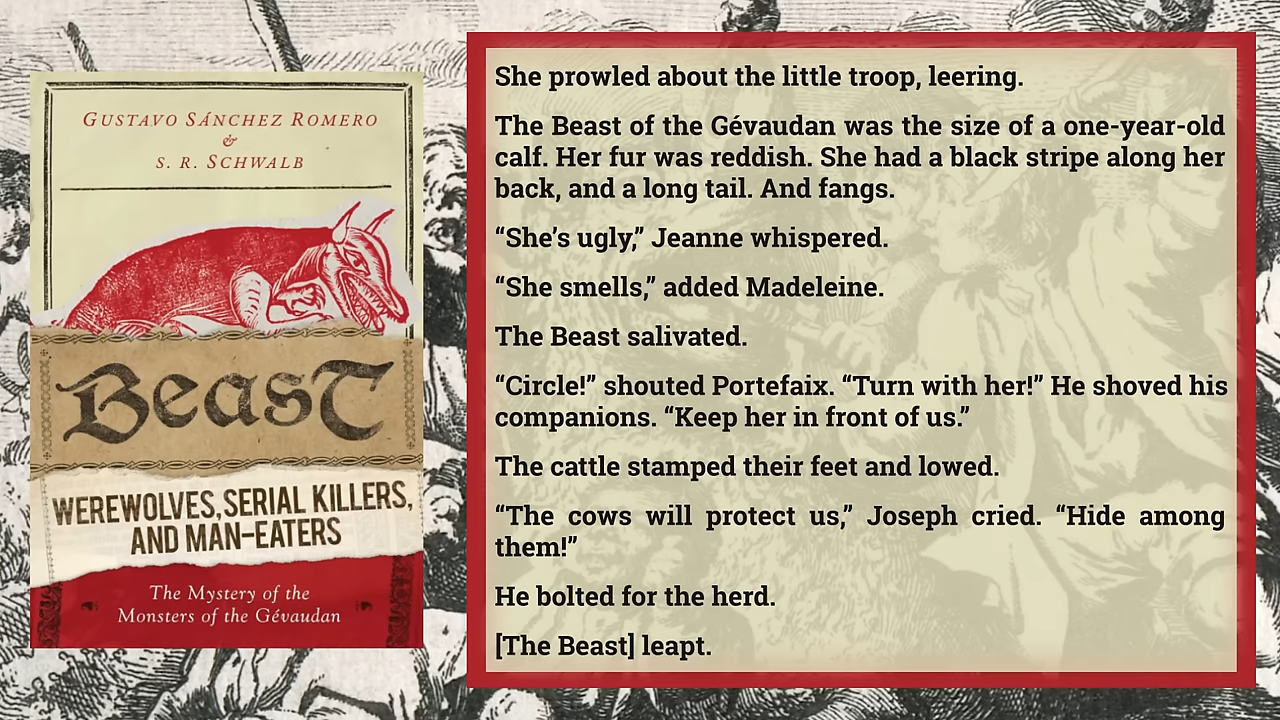 GUSTAVO SÁNCHEZ ROMERO
&
S. R. SCHWALB
Beast
WEREWOLVES, SERIAL KILLERS,
AND MAN-EATERS
The Mystery of the
Monsters of the Gévaudan
She prowled about the little troop, leering.
The Beast of the Gévaudan was the size of a one-year-old
calf. Her fur was reddish. She had a black stripe along her
back, and a long tail. And fangs.
“She’s ugly,” Jeanne whispered.
“She smells,” added Madeleine.
The Beast salivated.
“Circle!” shouted Portefaix. “Turn with her!” He shoved his
companions. “Keep her in front of us.”
The cattle stamped their feet and lowed.
“The cows will protect us,” Joseph cried. “Hide among
them!”
He bolted for the herd.
[The Beast] leapt.